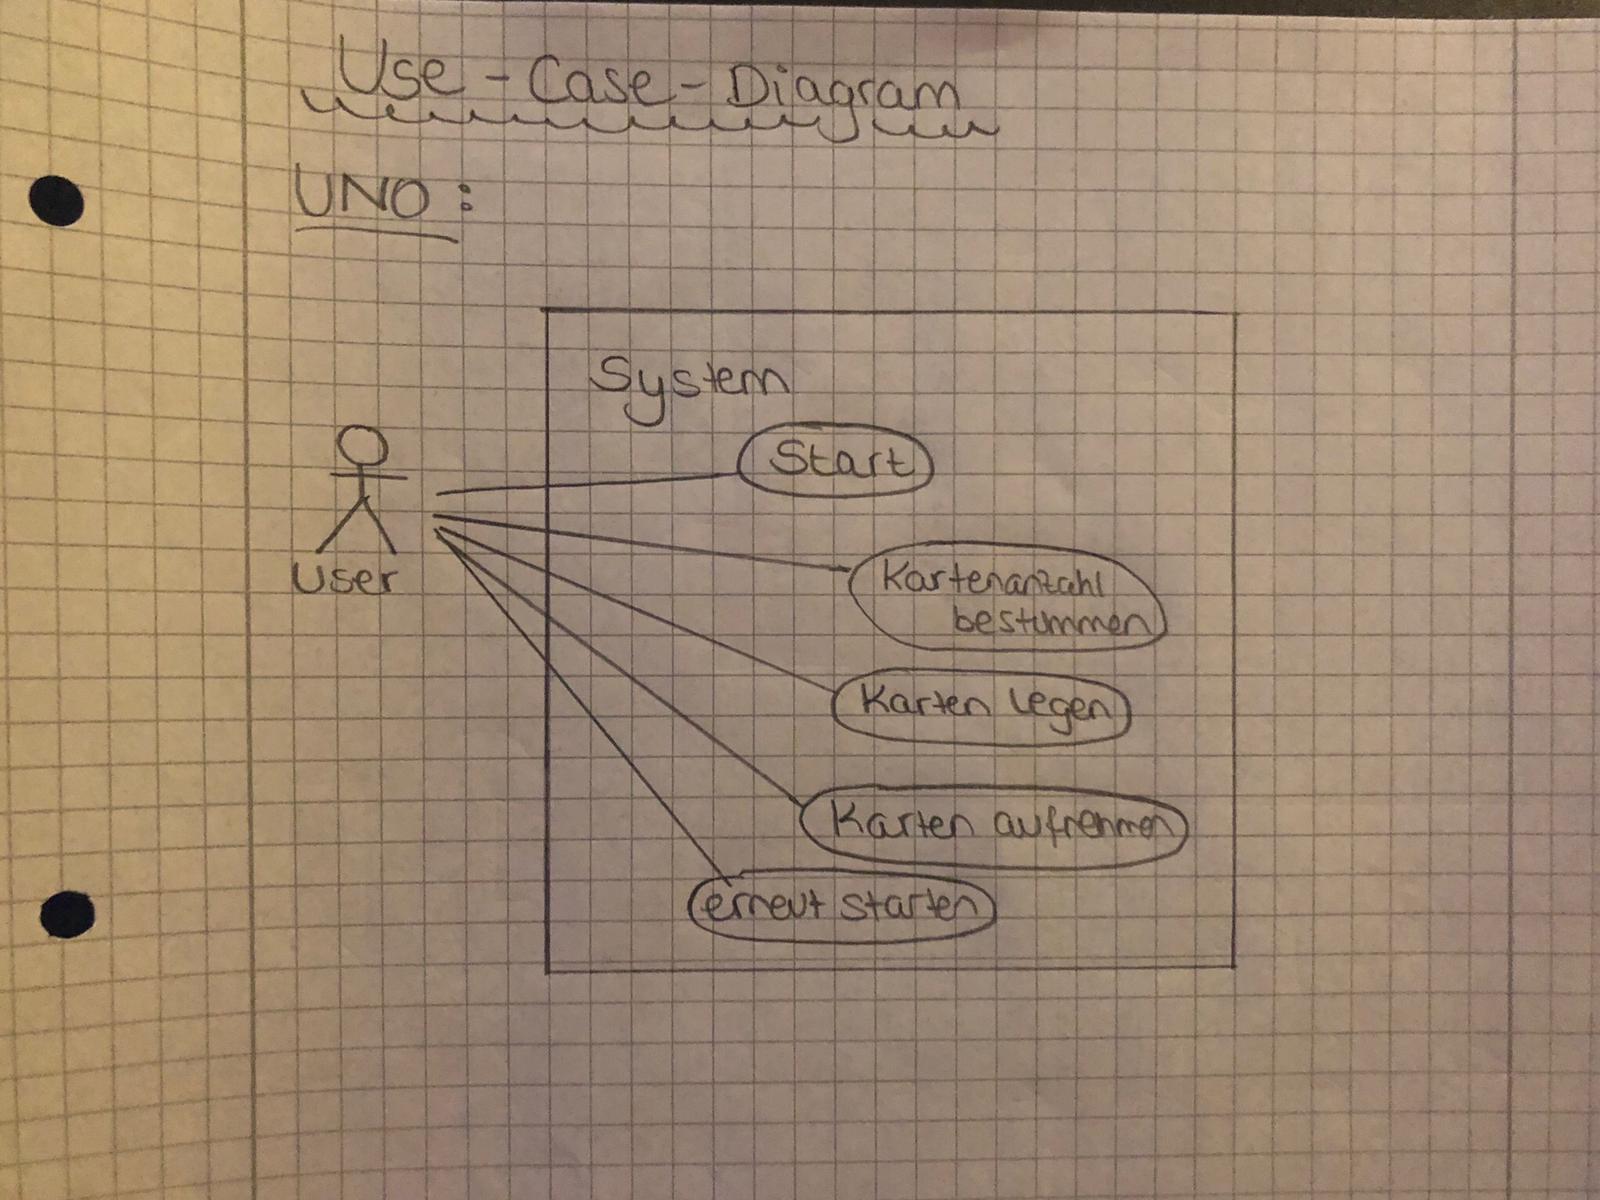 Use-Case-Diagram
UNO:
System
Start
User
Kartenanzahl
bestimmen
Karten legen
Karten aufnehmen
erneut starten